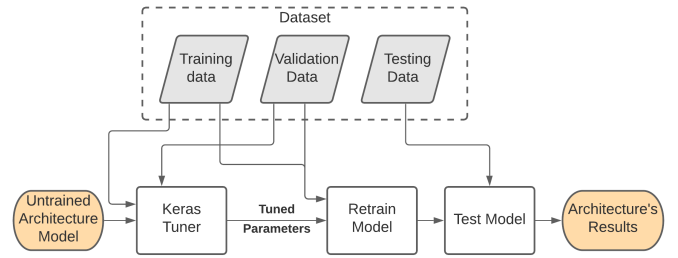 Dataset
Training
data
Validation
Data
Testing
Data
Untrained
Architecture
Model
Keras
Tuner
Tuned
Parameters
Retrain
Model
Test Model
Architecture's
Results